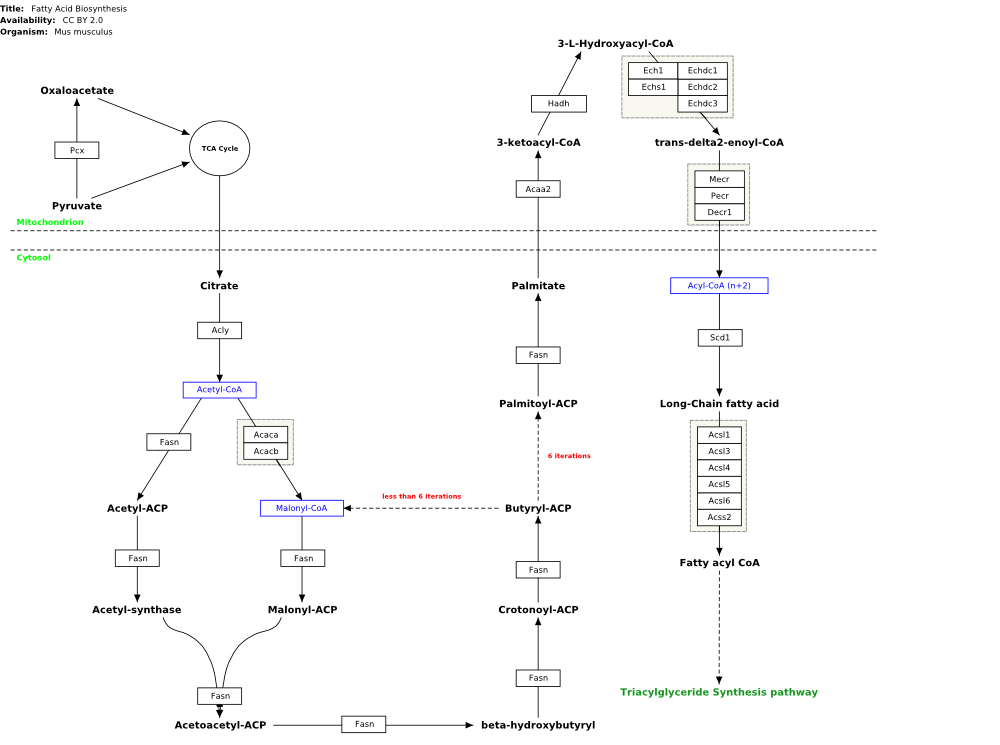 Title: Fatty Acid Biosynthesis
Availability: CC BY 2.0
Organism: Mus musculus
Oxaloacetate
Pcx
TCA Cycle
Pyruvate
Mitochondrion
Cytosol
Citrate
Acly
Acetyl-CoA
Fasn
Acaca
Acacb
Acetyl-ACP
Malonyl-CoA
less than 6 iterations
Fasn
Fasn
Acetyl-synthase
Malonyl-ACP
Fasn
Acetoacetyl-ACP
Fasn
beta-hydroxybutyryl
Fasn
Crotonoyl-ACP
Fasn
Butyryl-ACP
6 iterations
Palmitoyl-ACP
Fasn
Palmitate
Acaa2
3-ketoacyl-CoA
Hadh
3-L-Hydroxyacyl-CoA
Ech1
Echdc1
Echs1
Echdc2
Echdc3
trans-delta2-enoyl-CoA
Mecr
Pecr
Decr1
Acyl-CoA (n+2)
Scd1
Long-Chain fatty acid
Acsl1
Acsl3
Acsl4
Acsl5
Acsl6
Acss2
Fatty acyl CoA
Triacylglyceride Synthesis pathway